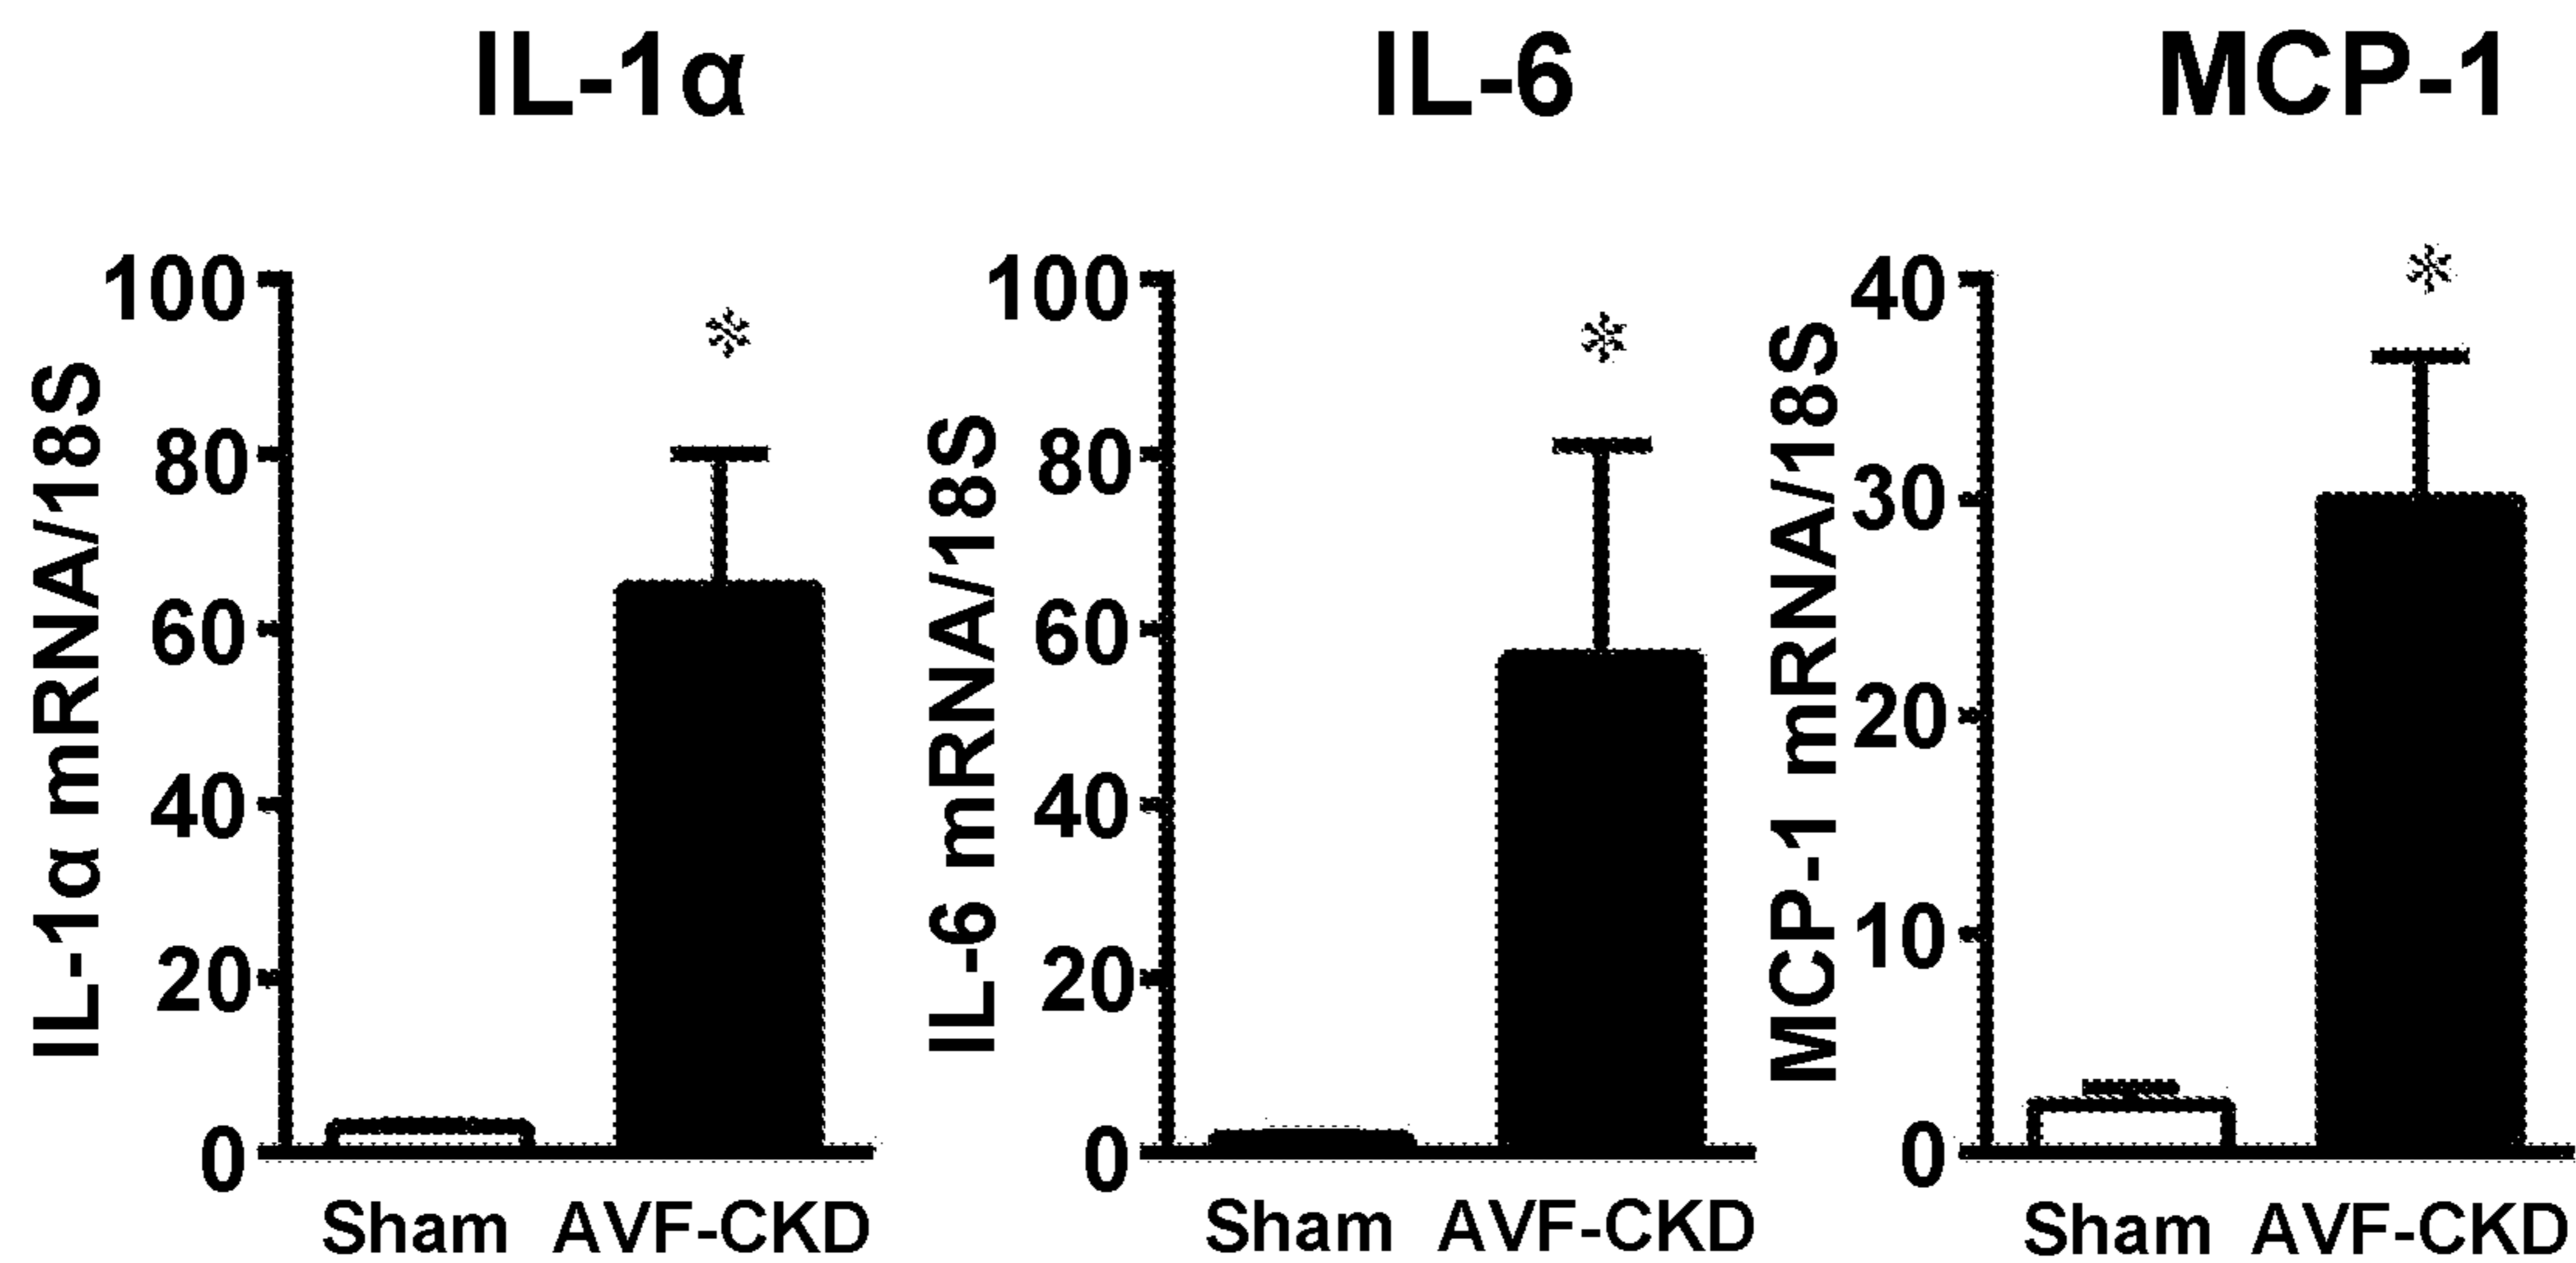 IL-1α
IL-6
MCP-1
IL-1α mRNA/18S
100
80
60
40
20
0
*
Sham AVF-CKD
IL-6 mRNA/18S
100
80
60
40
20
0
*
Sham AVF-CKD
MCP-1 mRNA/18S
40
30
20
10
0
*
Sham AVF-CKD